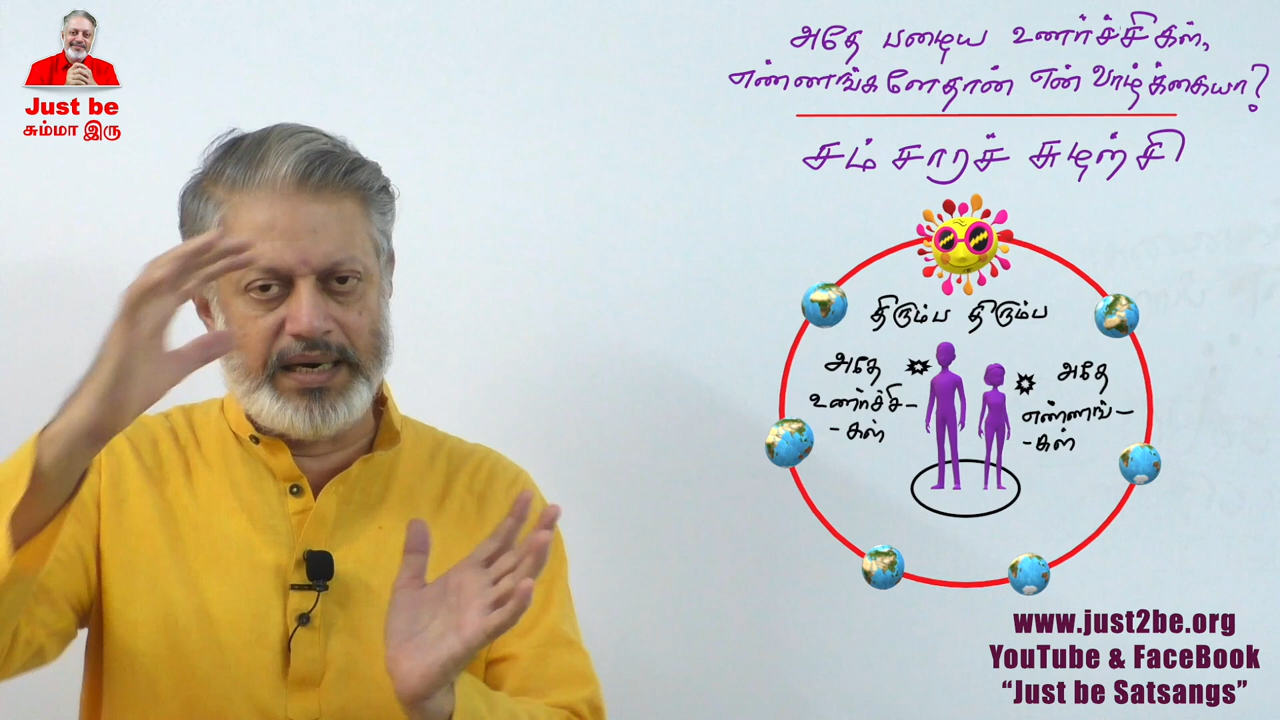 Just be
சும்மா இரு
அதே பழைய உணர்ச்சிகள்,
எண்ணங்களேதான் என் வாழ்க்கையா?
சம்சாரச் சுழற்சி
திரும்ப திரும்ப
அதே
உணர்ச்சி-
-கள்
அதே
எண்ணங்-
-கள்
www.just2be.org
YouTube & FaceBook
“Just be Satsangs”